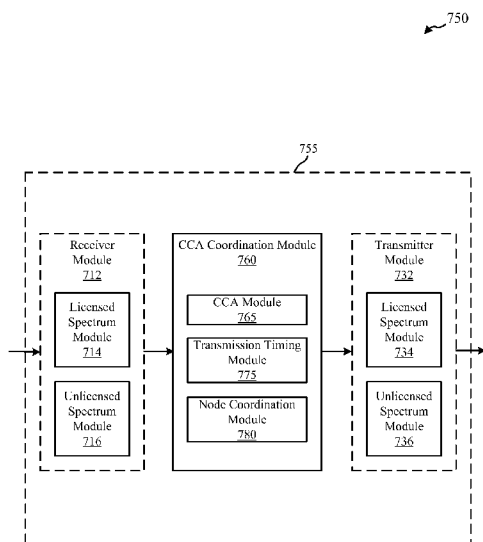 750
755
Receiver
Module
712
Licensed
Spectrum
Module
714
Unlicensed
Spectrum
Module
716
CCA Coordination Module
760
CCA Module
765
Transmission Timing
Module
775
Node Coordination
Module
780
Transmitter
Module
732
Licensed
Spectrum
Module
734
Unlicensed
Spectrum
Module
736